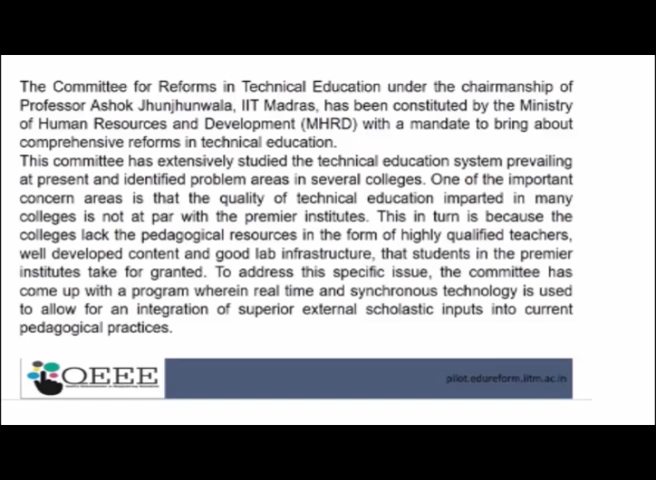 The Committee for Reforms in Technical Education under the chairmanship of
Professor Ashok Jhunjhunwala, IIT Madras, has been constituted by the Ministry
of Human Resources and Development (MHRD) with a mandate to bring about
comprehensive reforms in technical education.
This committee has extensively studied the technical education system prevailing
at present and identified problem areas in several colleges. One of the important
concern areas is that the quality of technical education imparted in many
colleges is not at par with the premier institutes. This in turn is because the
colleges lack the pedagogical resources in the form of highly qualified teachers,
well developed content and good lab infrastructure, that students in the premier
institutes take for granted. To address this specific issue, the committee has
come up with a program wherein real time and synchronous technology is used
to allow for an integration of superior external scholastic inputs into current
pedagogical practices.
QEEE
pilot.edureform.iitm.ac.in